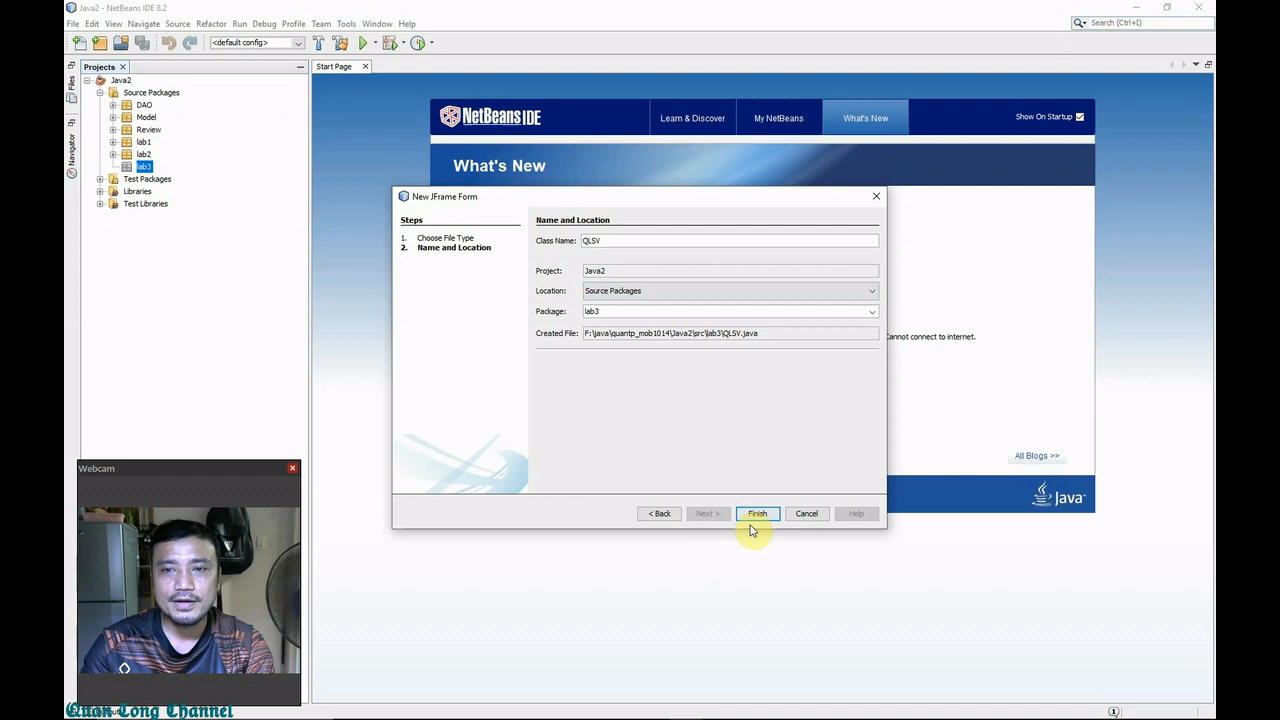 Java2 - NetBeans IDE 8.2
File Edit View Navigate Source Refactor Run Debug Profile Team Tools Window Help
Search (Ctrl+I)
<default config>
Files
Navigator
Projects
Java2
Source Packages
DAO
Model
Review
lab1
lab2
lab3
Test Packages
Libraries
Test Libraries
Start Page
NetBeans IDE
Learn & Discover
My NetBeans
What's New
Show On Startup
What's New
New JFrame Form
Steps
1. Choose File Type
2. Name and Location
Name and Location
Class Name: QLSV
Project: Java2
Location: Source Packages
Package: lab3
Created File: F:\java\quantp_mob1014\Java2\src\lab3\QLSV.java
< Back
Next >
Finish
Cancel
Help
Cannot connect to internet.
All Blogs >>
Java
Webcam
Quan Tong Channel
1